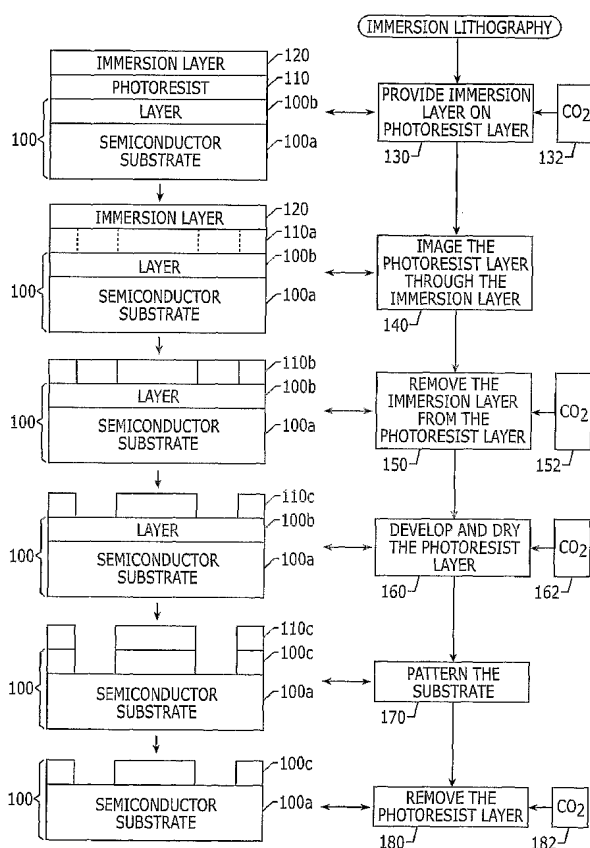 IMMERSION LITHOGRAPHY
IMMERSION LAYER
120
PHOTORESIST
110
LAYER
100b
100
SEMICONDUCTOR
SUBSTRATE
100a
PROVIDE IMMERSION
LAYER ON
PHOTORESIST LAYER
130
CO2
132
IMMERSION LAYER
120
110a
LAYER
100b
100
SEMICONDUCTOR
SUBSTRATE
100a
IMAGE THE
PHOTORESIST LAYER
THROUGH THE
IMMERSION LAYER
140
110b
LAYER
100b
100
SEMICONDUCTOR
SUBSTRATE
100a
REMOVE THE
IMMERSION LAYER
FROM THE
PHOTORESIST LAYER
150
CO2
152
110c
LAYER
100b
100
SEMICONDUCTOR
SUBSTRATE
100a
DEVELOP AND DRY
THE PHOTORESIST
LAYER
160
CO2
162
110c
100c
100
SEMICONDUCTOR
SUBSTRATE
100a
PATTERN THE
SUBSTRATE
170
100c
100
SEMICONDUCTOR
SUBSTRATE
100a
REMOVE THE
PHOTORESIST LAYER
180
CO2
182